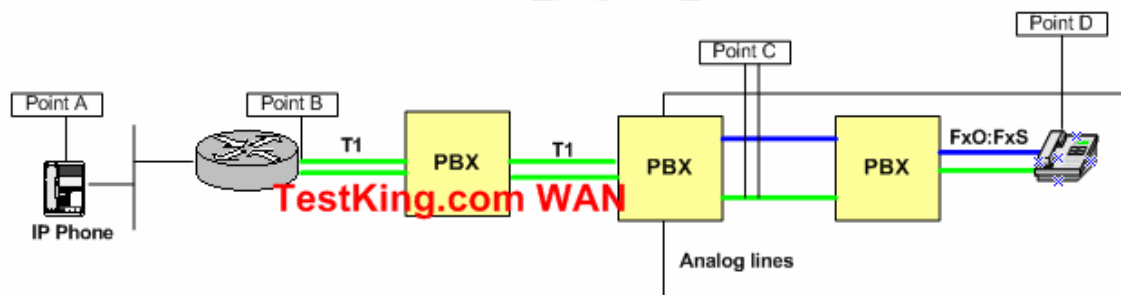 Point D
Point C
Point A
Point B
T1
PBX
T1
PBX
PBX
FxO:FxS
TestKing.com WAN
IP Phone
Analog lines